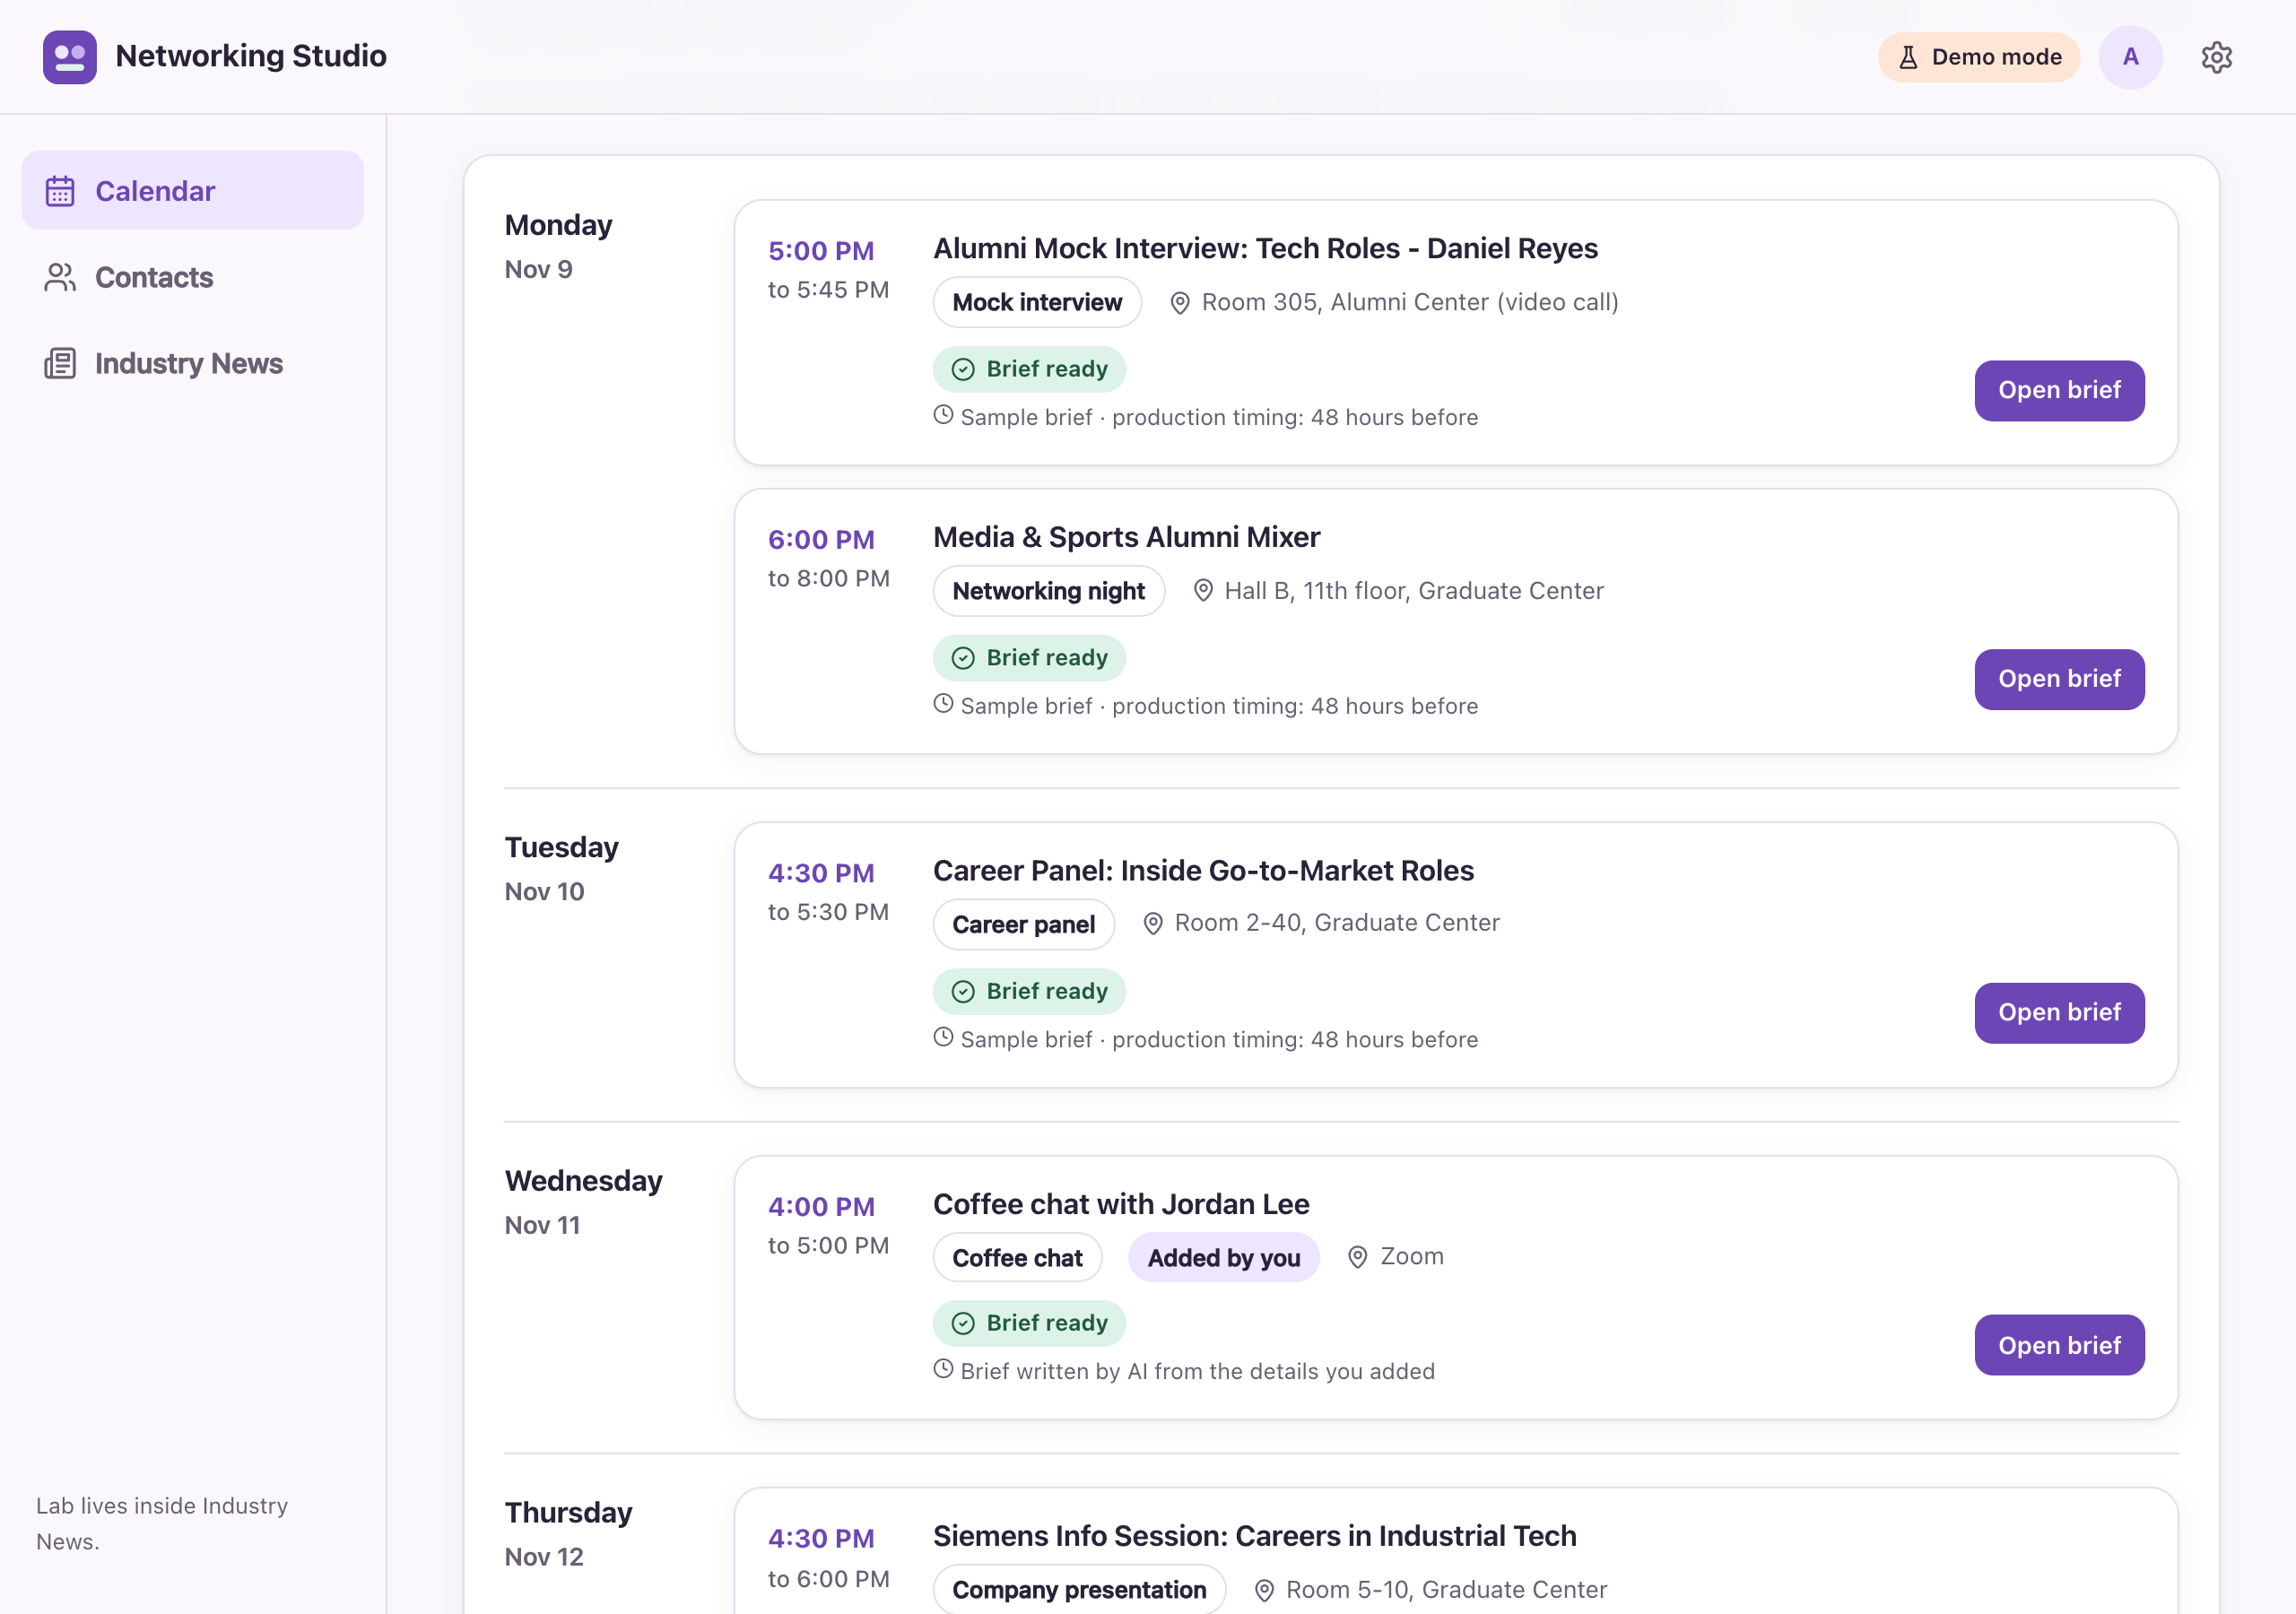 Networking Studio
Demo mode
A
Calendar
Contacts
Industry News
Lab lives inside Industry
News.
Monday
Nov 9
5:00 PM
to 5:45 PM
Alumni Mock Interview: Tech Roles - Daniel Reyes
Mock interview
Room 305, Alumni Center (video call)
Brief ready
Sample brief · production timing: 48 hours before
Open brief
6:00 PM
to 8:00 PM
Media & Sports Alumni Mixer
Networking night
Hall B, 11th floor, Graduate Center
Brief ready
Sample brief · production timing: 48 hours before
Open brief
Tuesday
Nov 10
4:30 PM
to 5:30 PM
Career Panel: Inside Go-to-Market Roles
Career panel
Room 2-40, Graduate Center
Brief ready
Sample brief · production timing: 48 hours before
Open brief
Wednesday
Nov 11
4:00 PM
to 5:00 PM
Coffee chat with Jordan Lee
Coffee chat
Added by you
Zoom
Brief ready
Brief written by AI from the details you added
Open brief
Thursday
Nov 12
4:30 PM
to 6:00 PM
Siemens Info Session: Careers in Industrial Tech
Company presentation
Room 5-10, Graduate Center